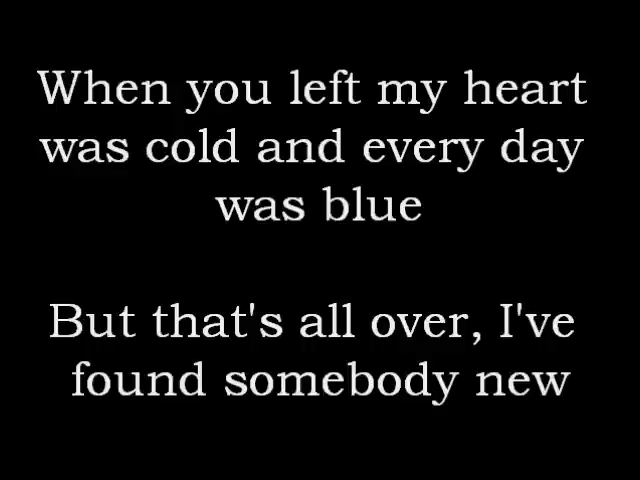 When you left my heart
was cold and every day
was blue
But that's all over, I've
found somebody new